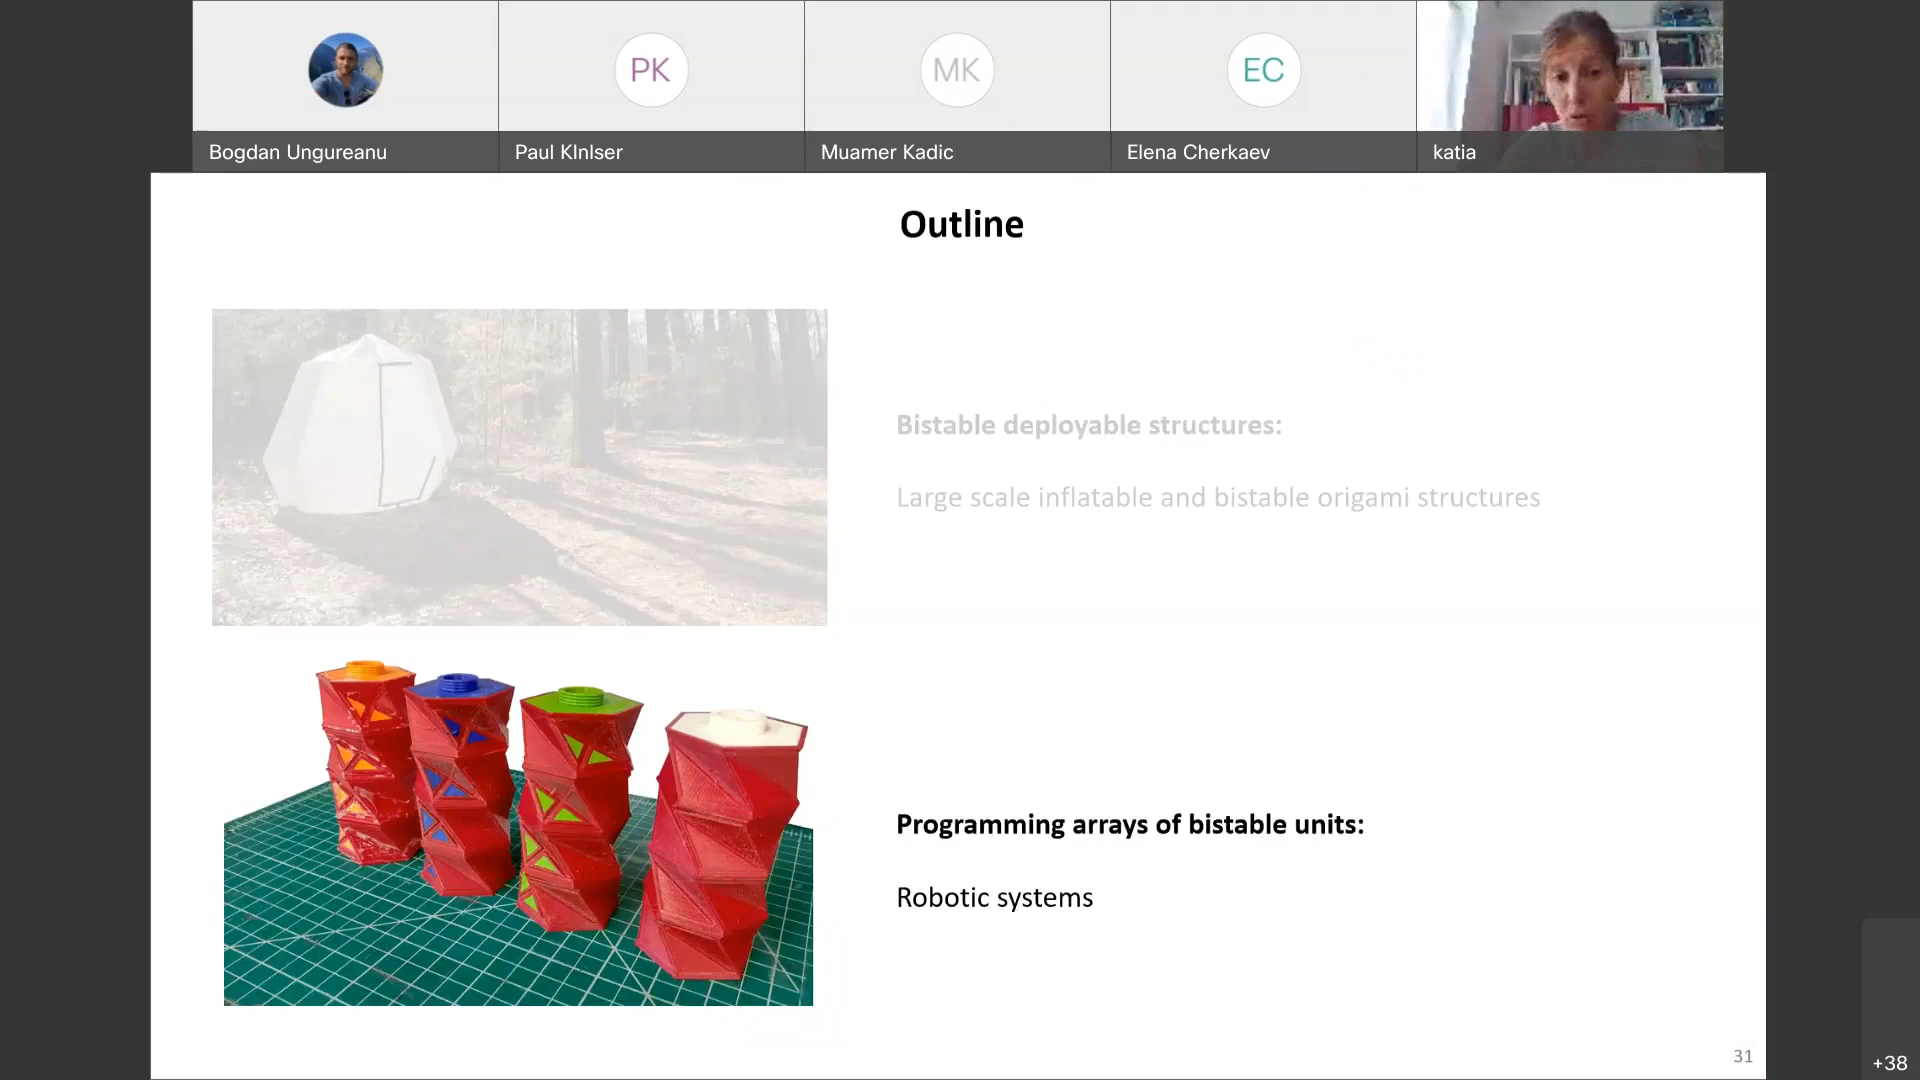 PK
MK
EC
Bogdan Ungureanu
Paul KlnIser
Muamer Kadic
Elena Cherkaev
katia
Outline
Bistable deployable structures:
Large scale inflatable and bistable origami structures
Programming arrays of bistable units:
Robotic systems
31
+38